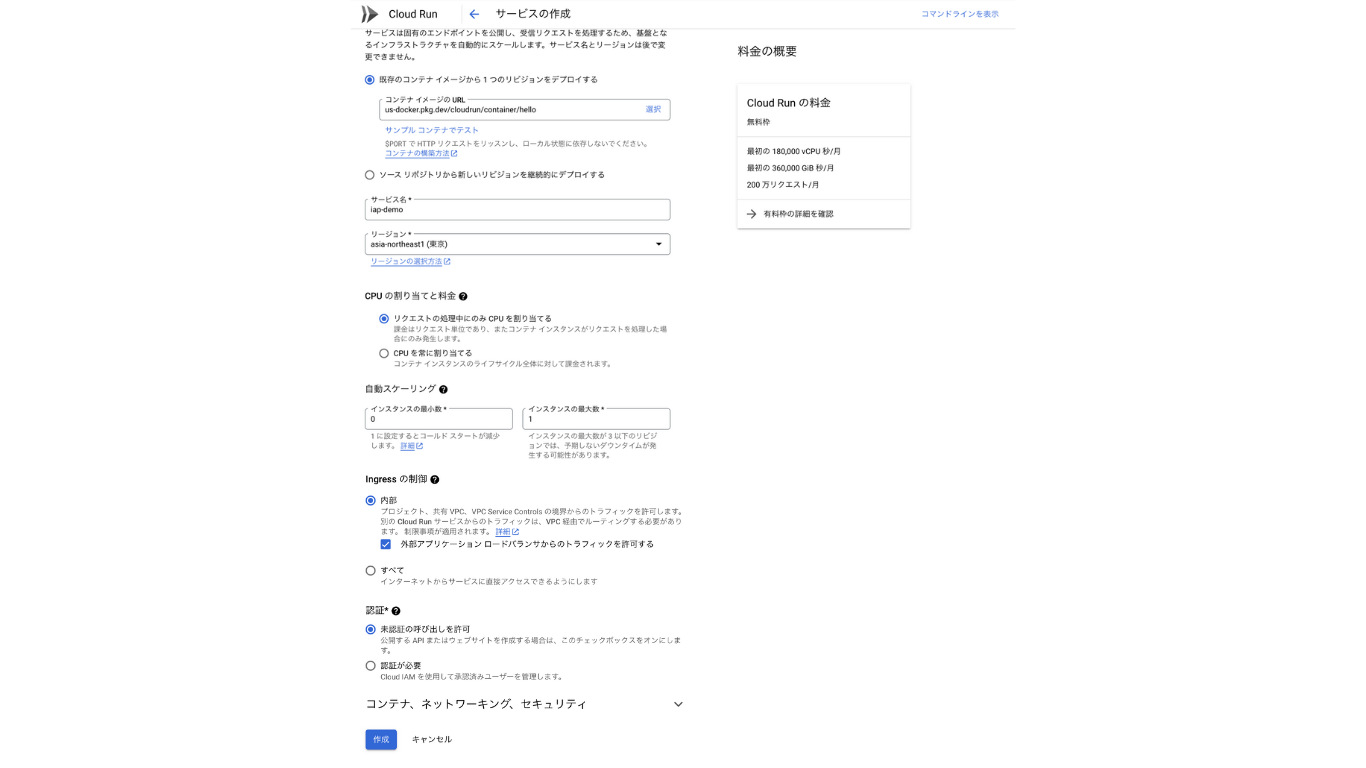 Cloud Run
サービスの作成
コマンドラインを表示
サービスは固有のエンドポイントを公開し、受信リクエストを処理するため、基盤とな
るインフラストラクチャを自動的にスケールします。サービス名とリージョンは後で変
更できません。
既存のコンテナ イメージから 1 つのリビジョンをデプロイする
コンテナ イメージの URL
us-docker.pkg.dev/cloudrun/container/hello
選択
サンプル コンテナでテスト
$PORT で HTTP リクエストをリッスンし、ローカル状態に依存しないでください。
コンテナの構築方法
ソース リポジトリから新しいリビジョンを継続的にデプロイする
サービス名 *
iap-demo
リージョン *
asia-northeast1 (東京)
リージョンの選択方法
CPU の割り当てと料金
リクエストの処理中にのみ CPU を割り当てる
課金はリクエスト単位であり、またコンテナ インスタンスがリクエストを処理した場
合にのみ発生します。
CPU を常に割り当てる
コンテナ インスタンスのライフサイクル全体に対して課金されます。
自動スケーリング
インスタンスの最小数 *
0
1 に設定するとコールド スタートが減少
します。 詳細
インスタンスの最大数 *
1
インスタンスの最大数が 3 以下のリビジ
ョンでは、予期しないダウンタイムが発
生する可能性があります。
Ingress の制御
内部
プロジェクト、共有 VPC、VPC Service Controls の境界からのトラフィックを許可します。
別の Cloud Run サービスからのトラフィックは、VPC 経由でルーティングする必要があり
ます。 制限事項が適用されます。 詳細
外部アプリケーション ロードバランサからのトラフィックを許可する
すべて
インターネットからサービスに直接アクセスできるようにします
認証*
未認証の呼び出しを許可
公開する API またはウェブサイトを作成する場合は、このチェックボックスをオンにしま
す。
認証が必要
Cloud IAM を使用して承認済みユーザーを管理します。
コンテナ、ネットワーキング、セキュリティ
作成
キャンセル
料金の概要
Cloud Run の料金
無料枠
最初の 180,000 vCPU 秒/月
最初の 360,000 GiB 秒/月
200 万リクエスト/月
有料枠の詳細を確認